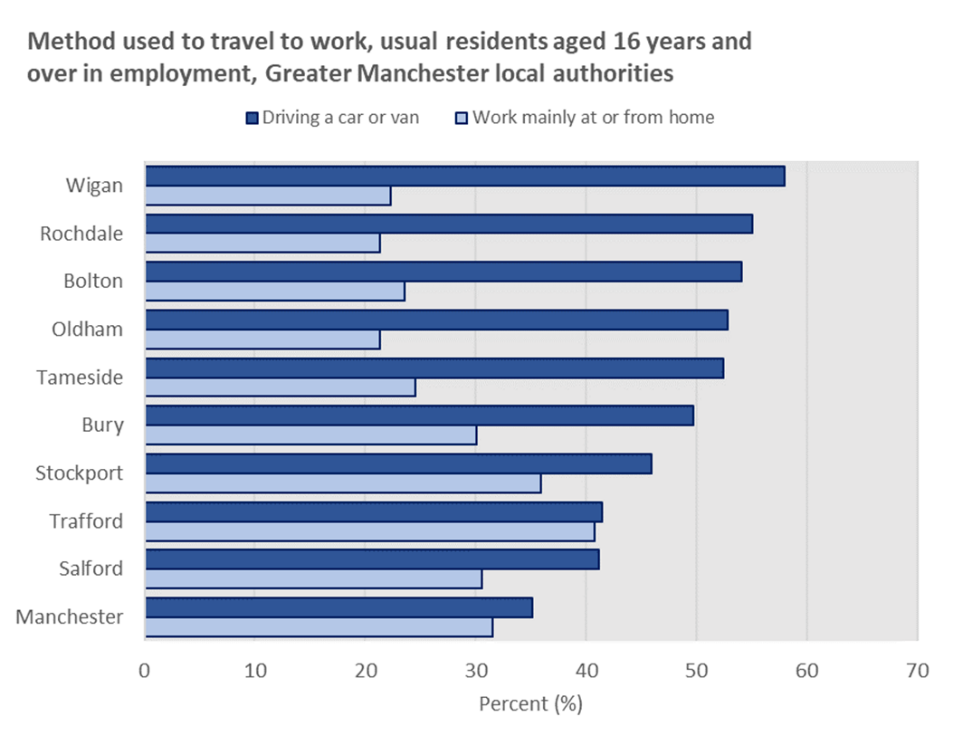 Method used to travel to work, usual residents aged 16 years and
over in employment, Greater Manchester local authorities
Driving a car or van Work mainly at or from home
Wigan
Rochdale
Bolton
Oldham
Tameside
Bury
Stockport
Trafford
Salford
Manchester
0 10 20 30 40 50 60 70
Percent (%)